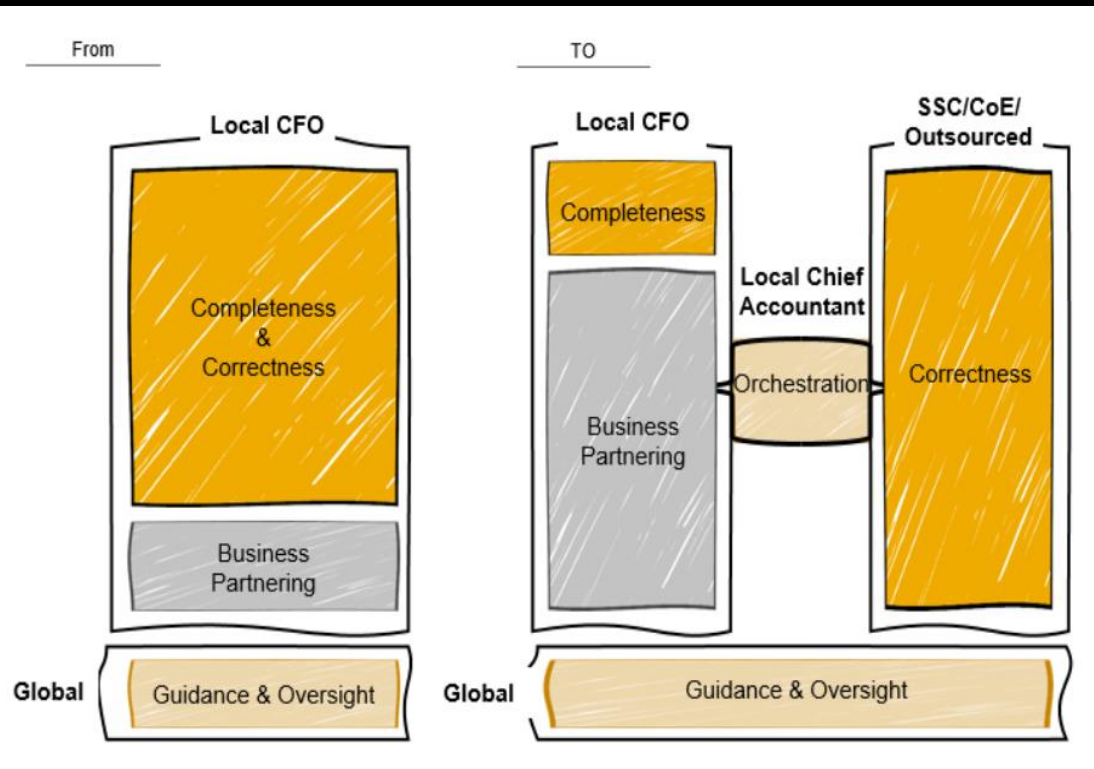 From
Local CFO
Completeness
&
Correctness
Business
Partnering
Global
Guidance & Oversight
TO
Local CFO
Completeness
Business
Partnering
Local Chief
Accountant
Orchestration
SSC/CoE/
Outsourced
Correctness
Global
Guidance & Oversight